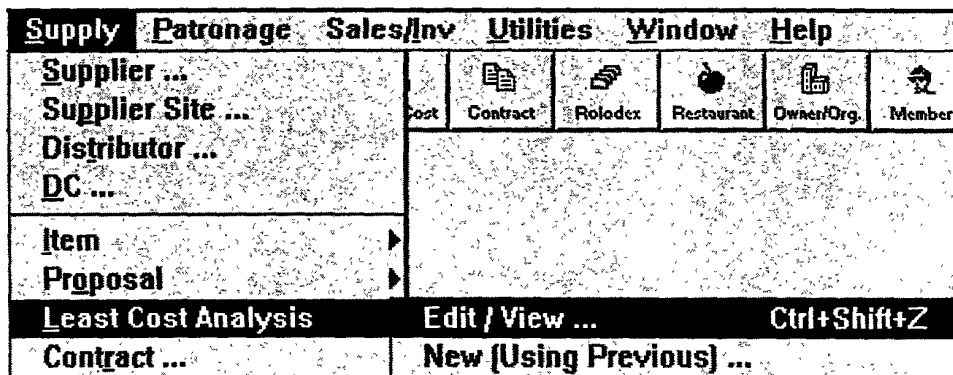 Supply Patronage Sales/Inv Utilities Window Help
Supplier ...
Supplier Site ...
Distributor ...
DC ...
Cost Contract Rolodex Restaurant Owner/Org. Member
Item
Proposal
Least Cost Analysis Edit / View ... Ctrl+Shift+Z
Contract ... New (Using Previous) ...